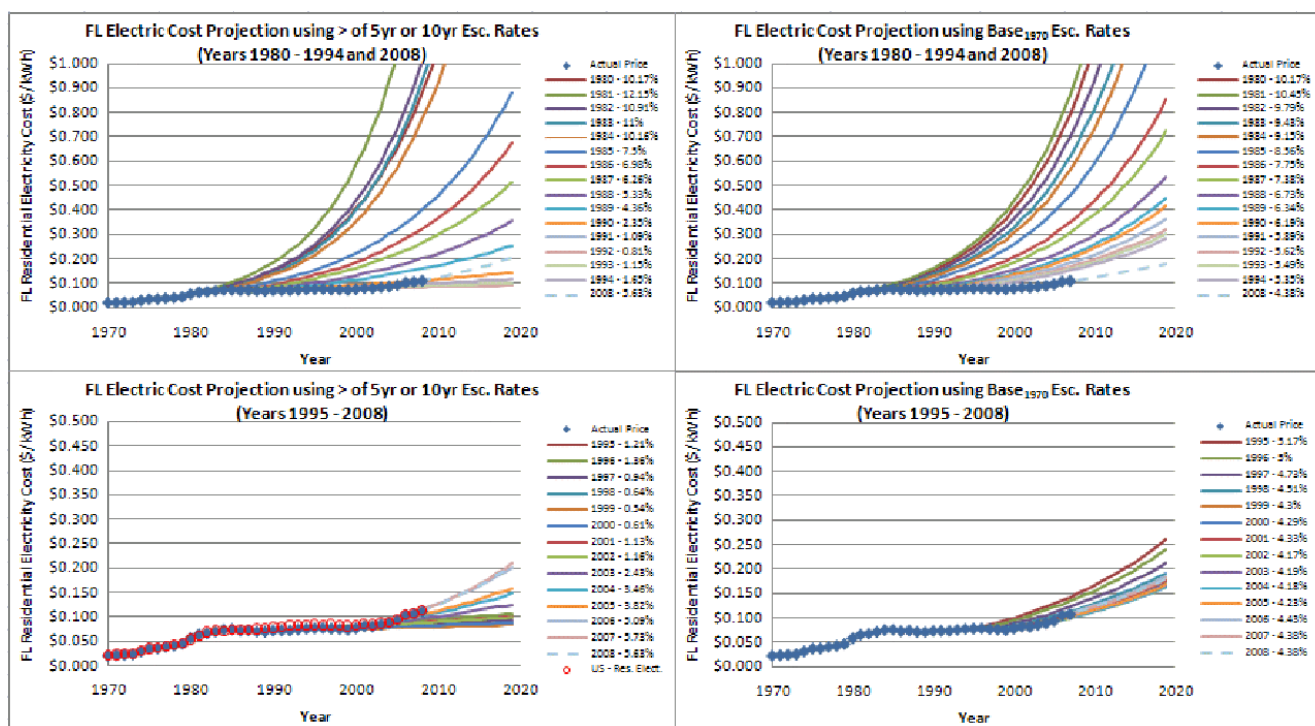 FL Electric Cost Projection using > of 5yr or 10yr Esc. Rates
(Years 1980 - 1994 and 2008)
FL Residential Electricity Cost ($/kWh)
$1.000
$0.900
$0.800
$0.700
$0.600
$0.500
$0.400
$0.300
$0.200
$0.100
$0.000
1970
1980
1990
2000
2010
2020
Year
Actual Price
1980 - 10.17%
1981 - 12.15%
1982 - 10.91%
1983 - 11%
1984 - 10.16%
1985 - 7.5%
1986 - 6.98%
1987 - 6.26%
1988 - 5.33%
1989 - 4.36%
1990 - 2.35%
1991 - 1.09%
1992 - 0.81%
1993 - 1.15%
1994 - 1.65%
2008 - 5.63%
FL Electric Cost Projection using Base1970 Esc. Rates
(Years 1980 - 1994 and 2008)
FL Residential Electricity Cost ($/kWh)
$1.000
$0.900
$0.800
$0.700
$0.600
$0.500
$0.400
$0.300
$0.200
$0.100
$0.000
1970
1980
1990
2000
2010
2020
Year
Actual Price
1980 - 10.17%
1981 - 10.45%
1982 - 9.79%
1983 - 9.48%
1984 - 9.15%
1985 - 8.56%
1986 - 7.75%
1987 - 7.38%
1988 - 6.73%
1989 - 6.34%
1990 - 6.19%
1991 - 5.85%
1992 - 5.62%
1993 - 5.49%
1994 - 5.35%
2008 - 4.38%
FL Electric Cost Projection using > of 5yr or 10yr Esc. Rates
(Years 1995 - 2008)
FL Residential Electricity Cost ($/kWh)
$0.500
$0.450
$0.400
$0.350
$0.300
$0.250
$0.200
$0.150
$0.100
$0.050
$0.000
1970
1980
1990
2000
2010
2020
Year
Actual Price
1995 - 1.21%
1996 - 1.36%
1997 - 0.94%
1998 - 0.64%
1999 - 0.54%
2000 - 0.61%
2001 - 1.13%
2002 - 1.16%
2003 - 2.43%
2004 - 3.46%
2005 - 3.52%
2006 - 5.09%
2007 - 5.73%
2008 - 5.63%
US - Res. Elect.
FL Electric Cost Projection using Base1970 Esc. Rates
(Years 1995 - 2008)
FL Residential Electricity Cost ($/kWh)
$0.500
$0.450
$0.400
$0.350
$0.300
$0.250
$0.200
$0.150
$0.100
$0.050
$0.000
1970
1980
1990
2000
2010
2020
Year
Actual Price
1995 - 5.17%
1996 - 5%
1997 - 4.73%
1998 - 4.51%
1999 - 4.3%
2000 - 4.29%
2001 - 4.33%
2002 - 4.17%
2003 - 4.19%
2004 - 4.18%
2005 - 4.28%
2006 - 4.45%
2007 - 4.38%
2008 - 4.38%